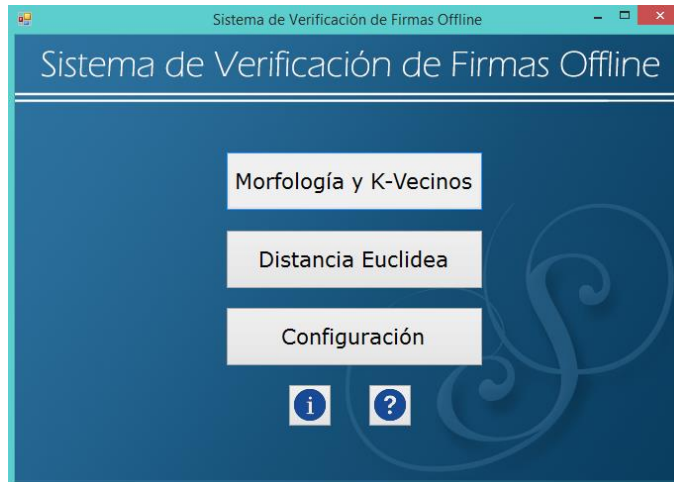 Sistema de Verificación de Firmas Offline
Sistema de Verificación de Firmas Offline
Morfología y K-Vecinos
Distancia Euclidea
Configuración
i ?